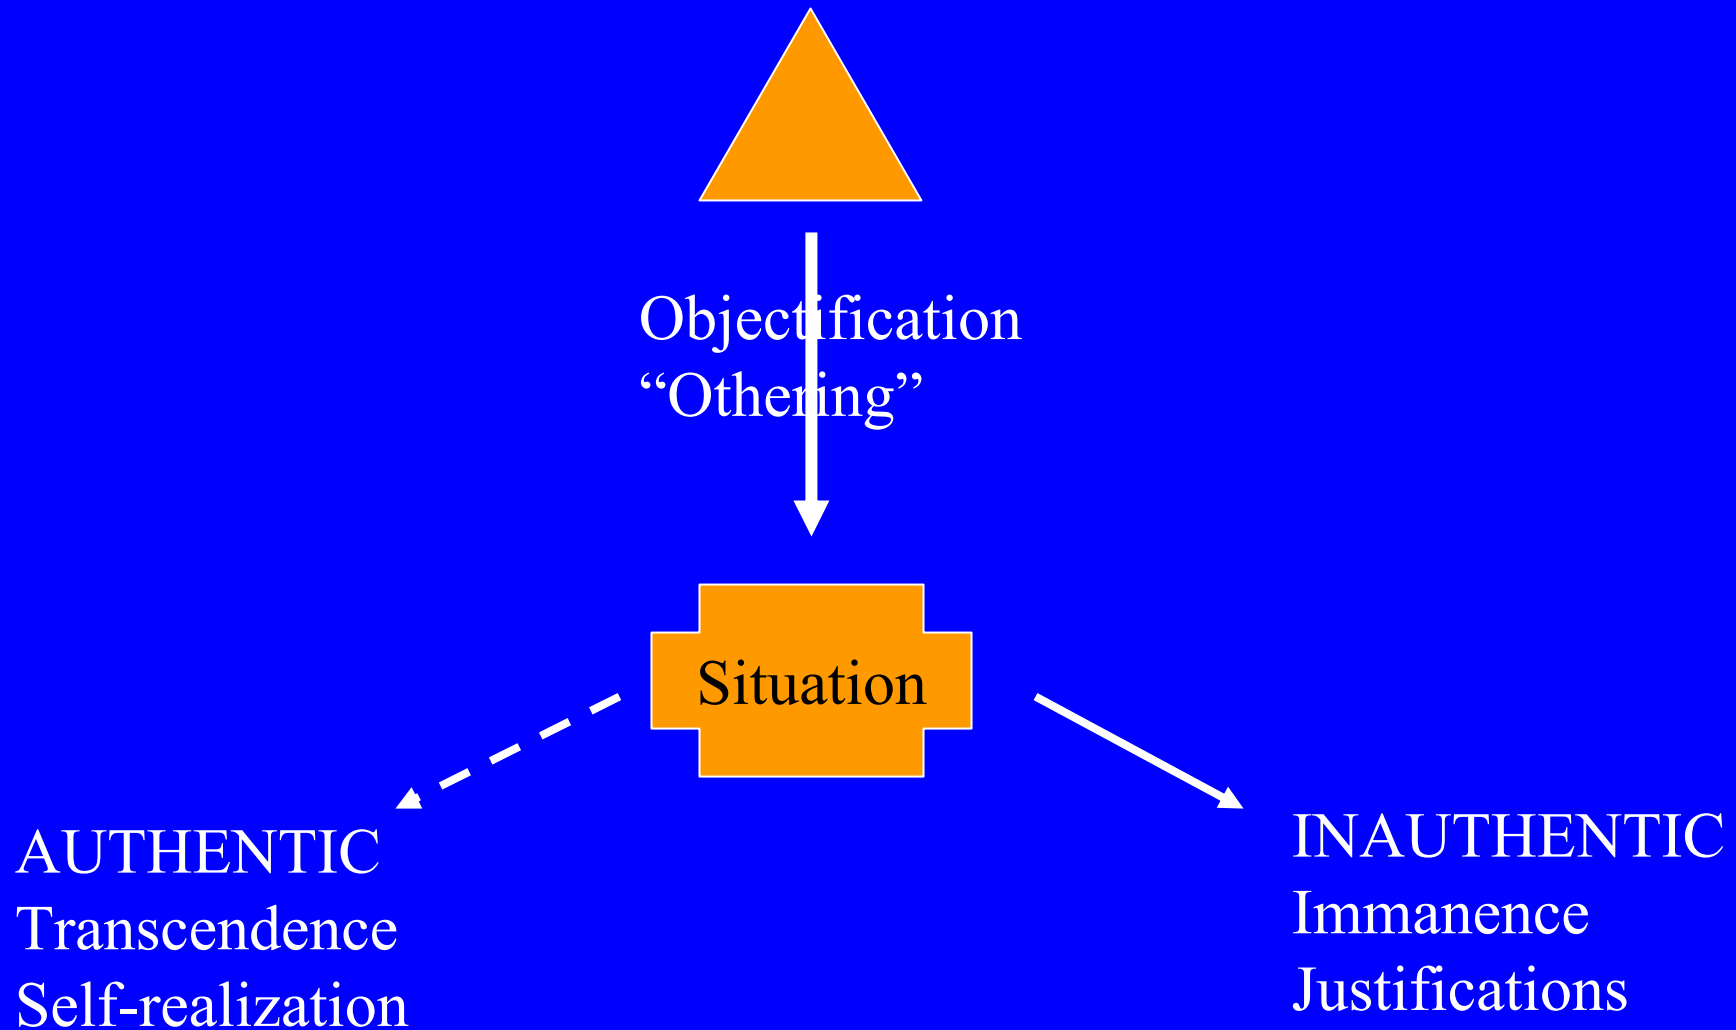 Objectification
“Othering”
Situation
AUTHENTIC
Transcendence
Self-realization
INAUTHENTIC
Immanence
Justifications